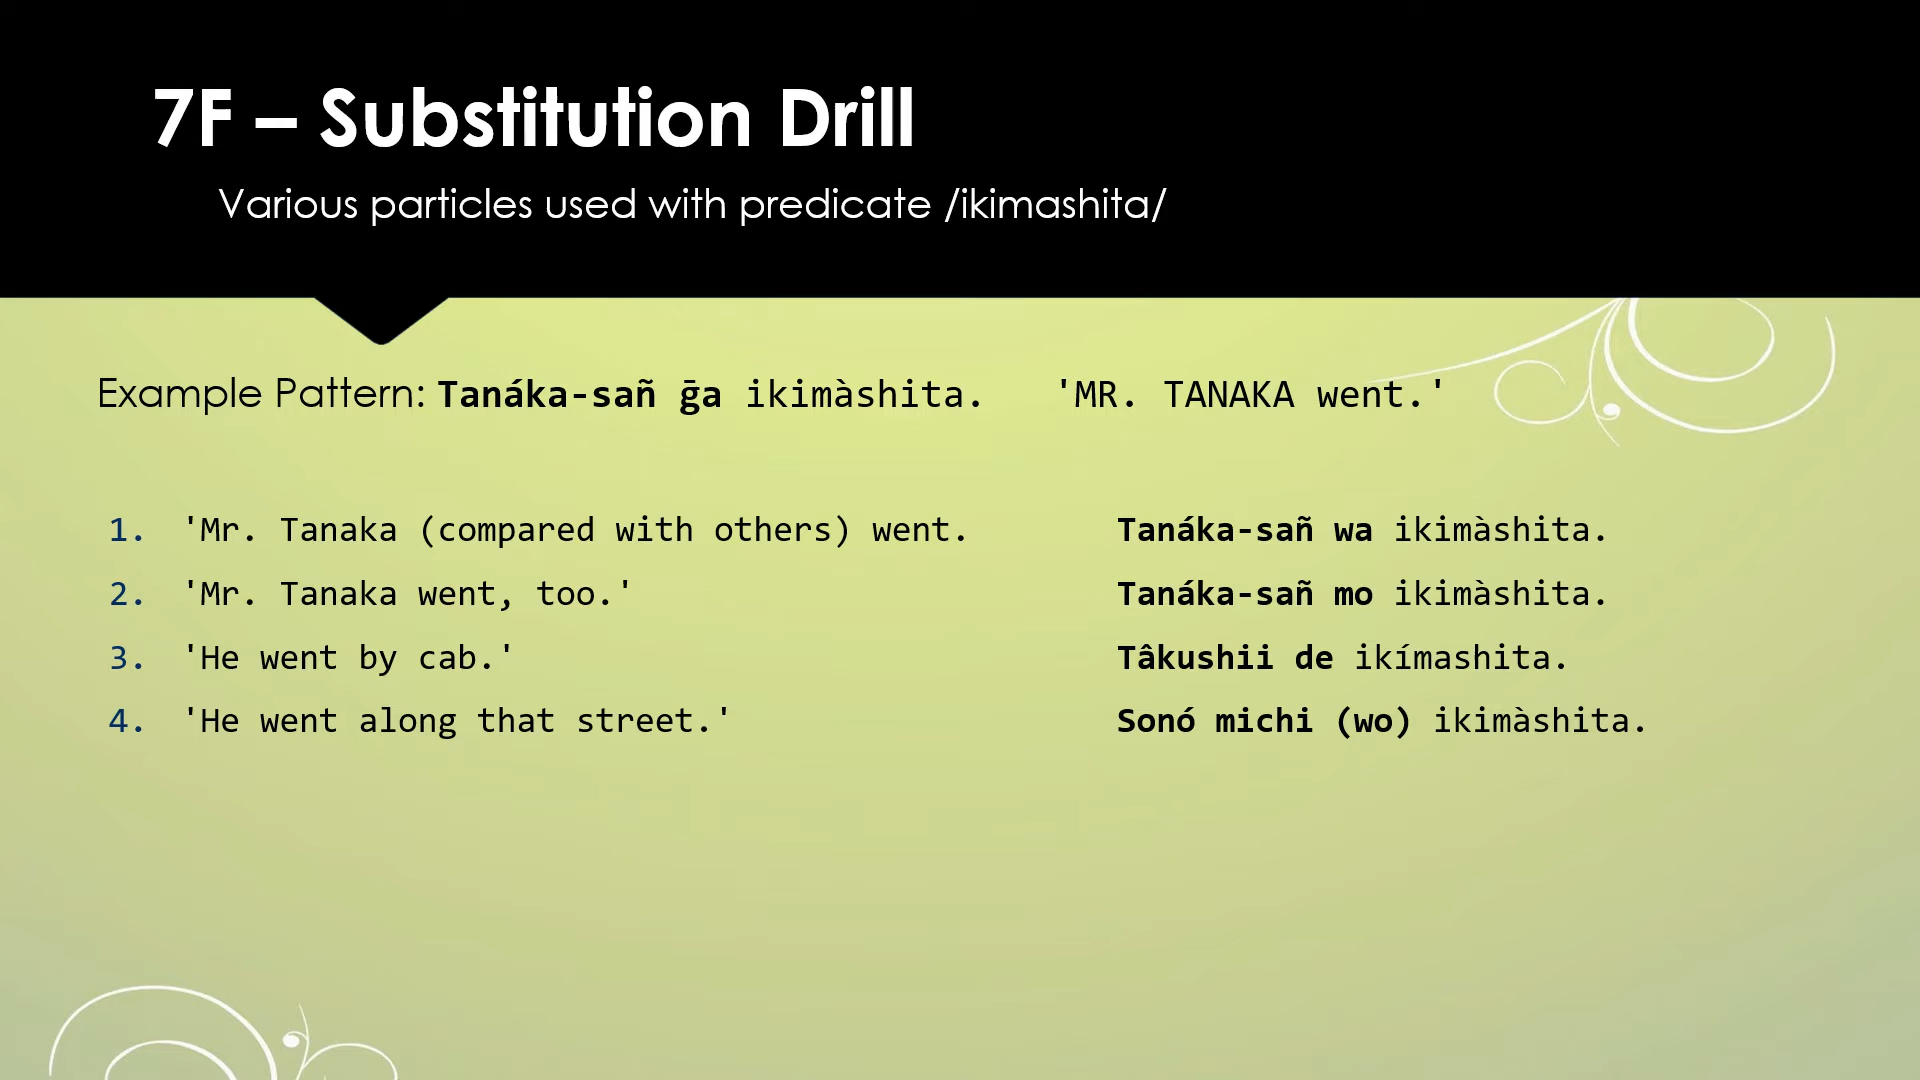 7F – Substitution Drill
Various particles used with predicate /ikimashita/
Example Pattern: Tanáka-sañ ḡa ikimàshita. 'MR. TANAKA went.'
1. 'Mr. Tanaka (compared with others) went. Tanáka-sañ wa ikimàshita.
2. 'Mr. Tanaka went, too.' Tanáka-sañ mo ikimàshita.
3. 'He went by cab.' Tâkushii de ikímashita.
4. 'He went along that street.' Sonó michi (wo) ikimàshita.